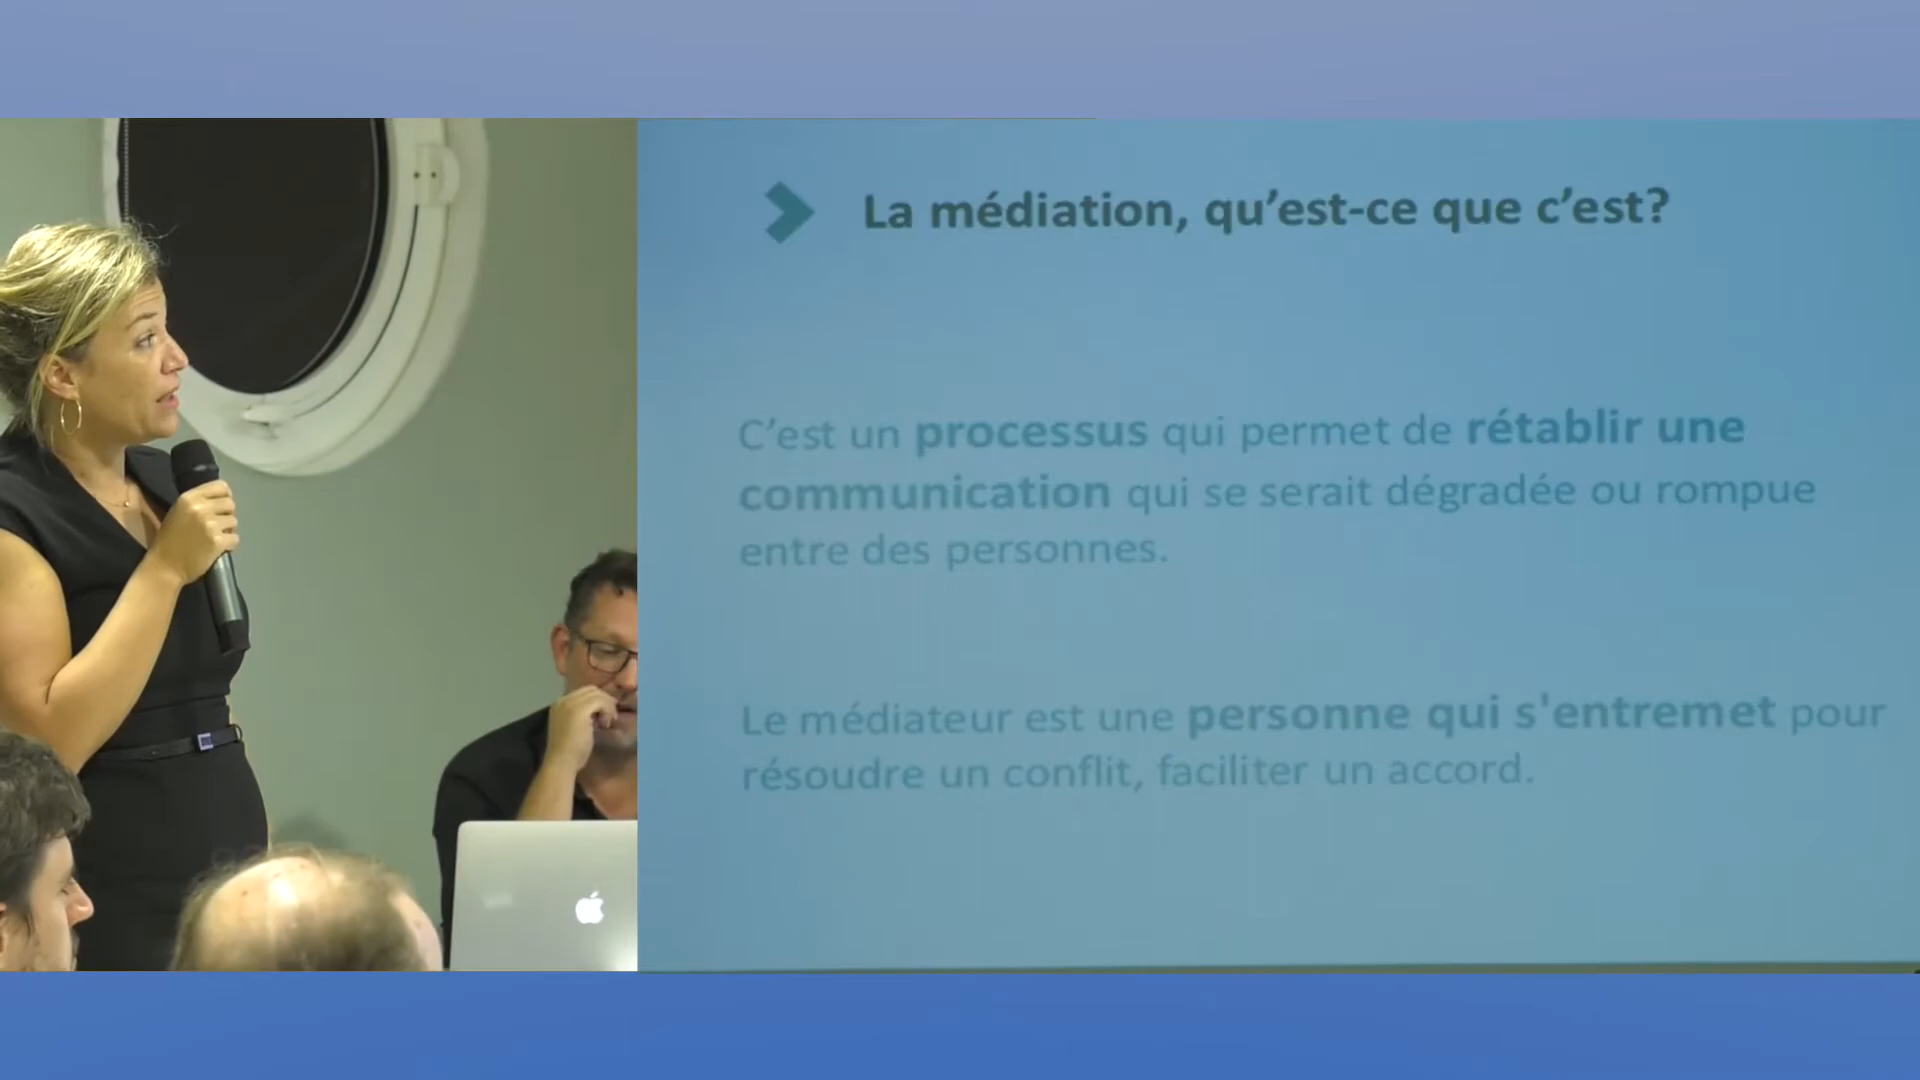 La médiation, qu’est-ce que c’est?
C’est un processus qui permet de rétablir une
communication qui se serait dégradée ou rompue
entre des personnes.
Le médiateur est une personne qui s'entremet pour
résoudre un conflit, faciliter un accord.